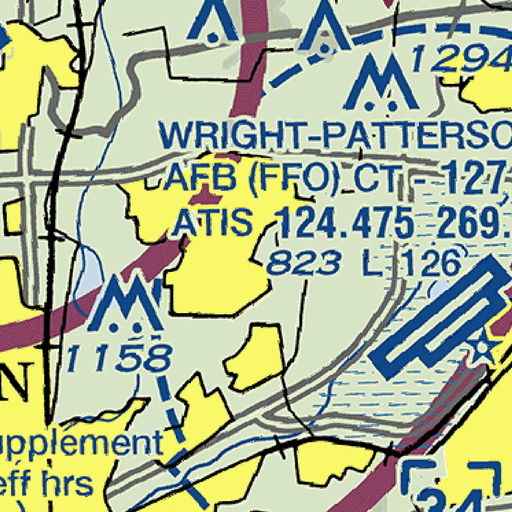 1294
WRIGHT-PATTERSO
AFB (FFO) CT - 127
ATIS 124.475 269.
823 L 126
1158
N
upplement
eff hrs
34